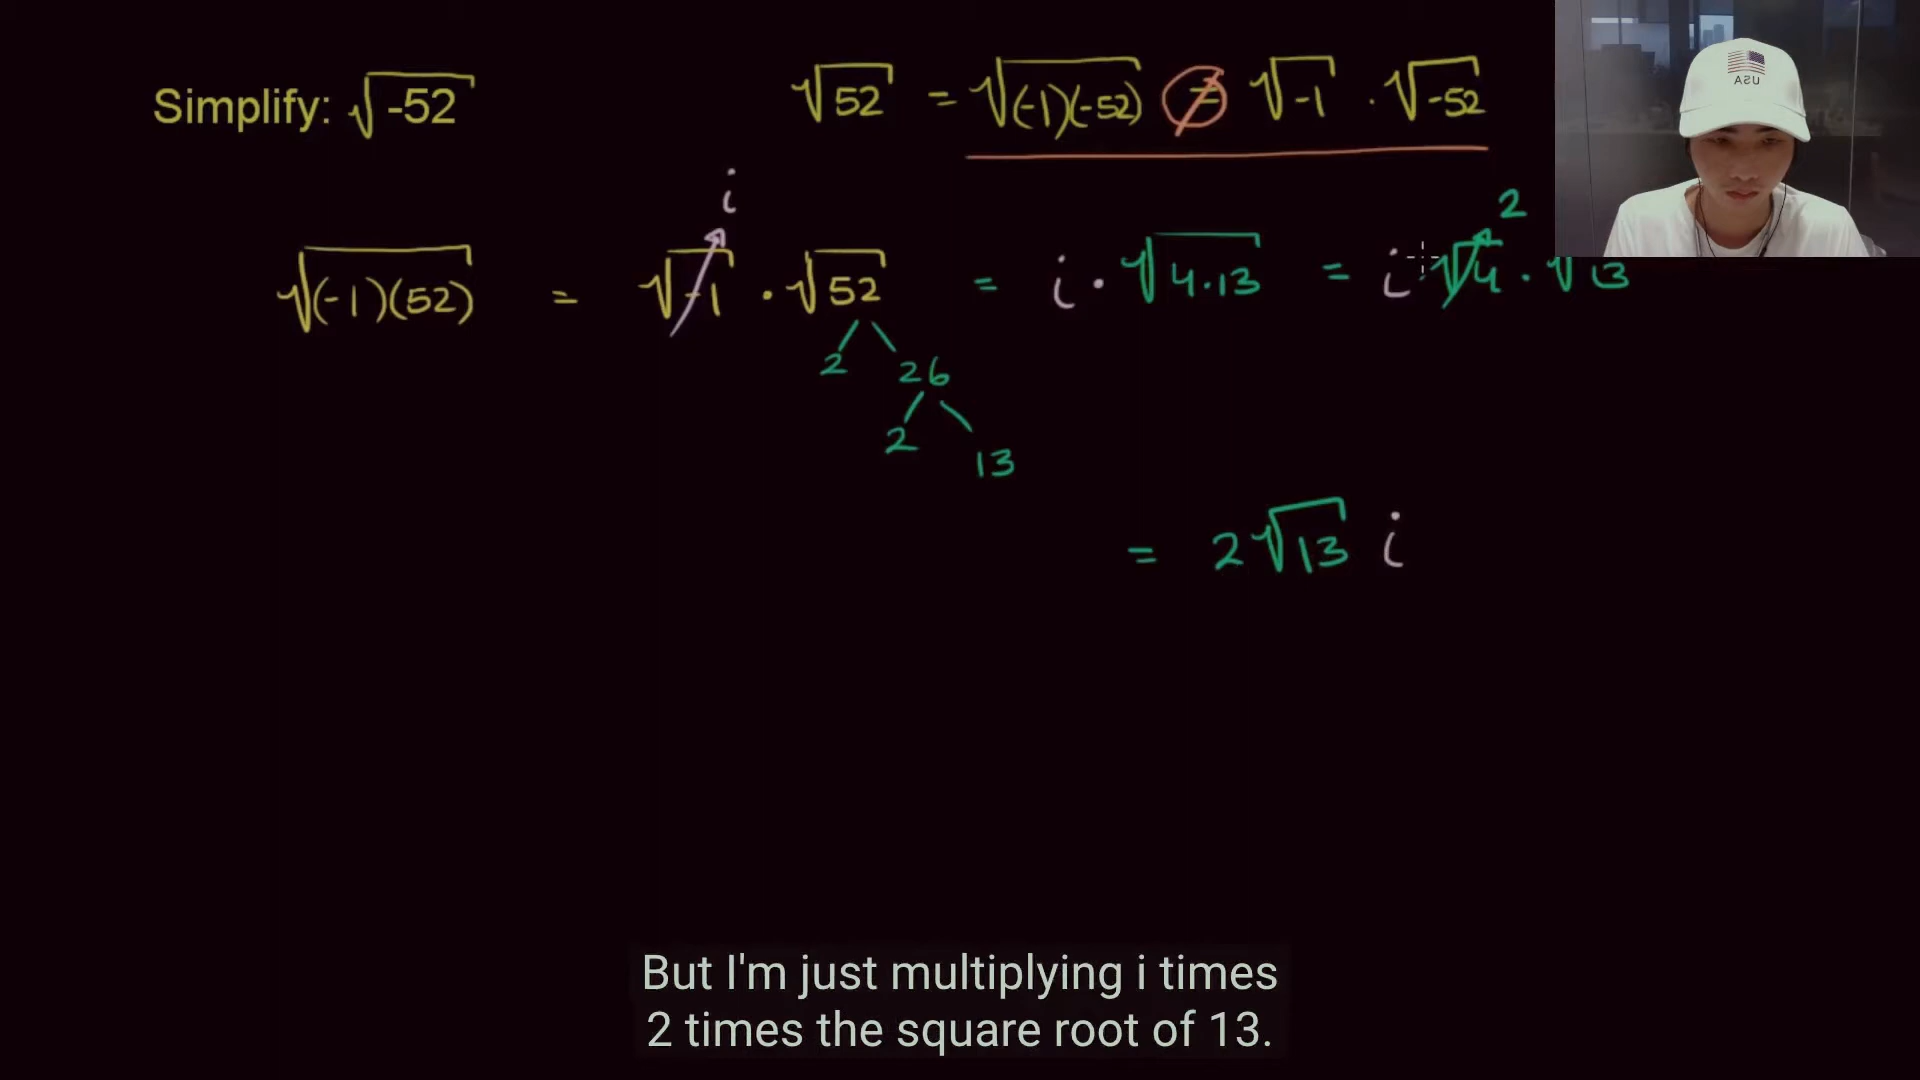 Simplify: √-52
√52 = √(-1)(-52) ≠ √-1 · √-52
USA
i
2
√(-1)(52) = √-1 · √52 = i · √4·13 = i · √4 · √13
2 26
2 13
= 2√13 i
But I'm just multiplying i times
2 times the square root of 13.